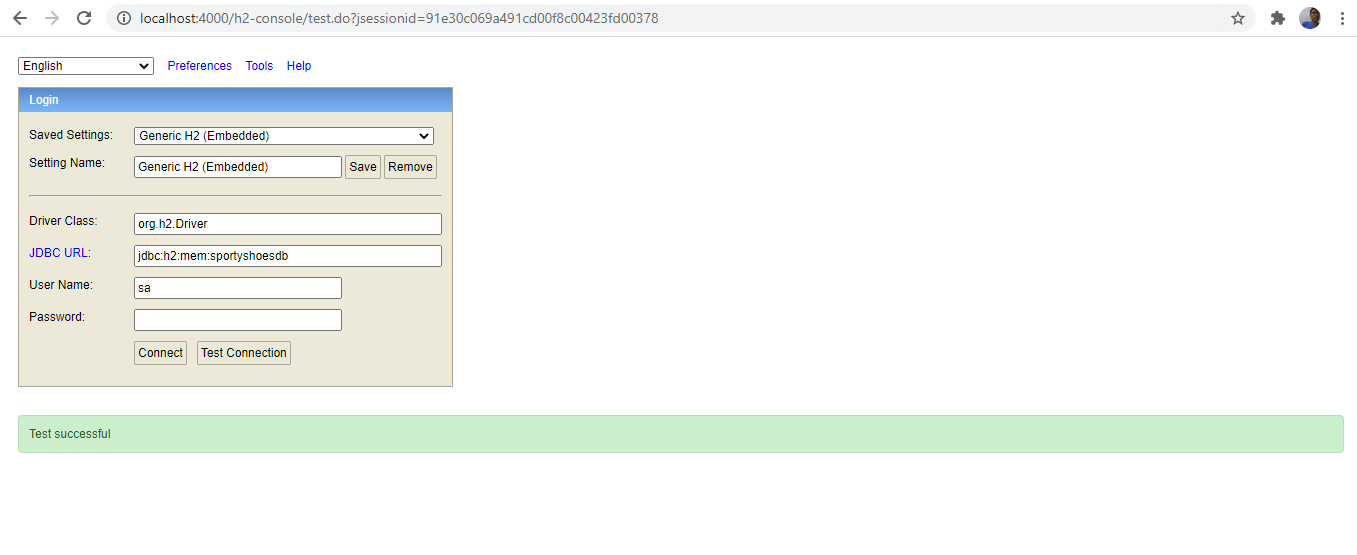 localhost:4000/h2-console/test.do?jsessionid=91e30c069a491cd00f8c00423fd00378
English Preferences Tools Help
Login
Saved Settings: Generic H2 (Embedded)
Setting Name: Generic H2 (Embedded) Save Remove
Driver Class: org.h2.Driver
JDBC URL: jdbc:h2:mem:sportyshoesdb
User Name: sa
Password:
Connect Test Connection
Test successful